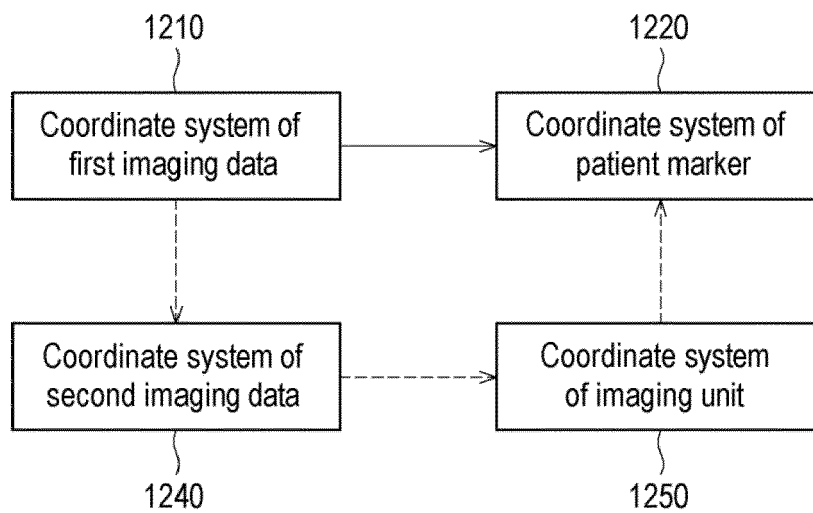 1210
1220
Coordinate system of
first imaging data
Coordinate system of
patient marker
Coordinate system of
second imaging data
Coordinate system
of imaging unit
1240
1250